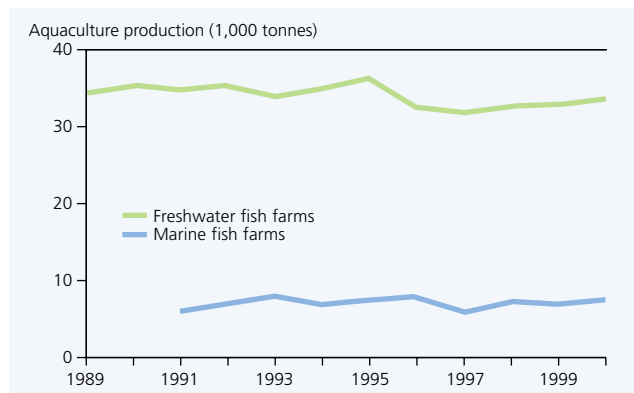 Aquaculture production (1,000 tonnes)
40
30
20
Freshwater fish farms
Marine fish farms
10
0
1989 1991 1993 1995 1997 1999